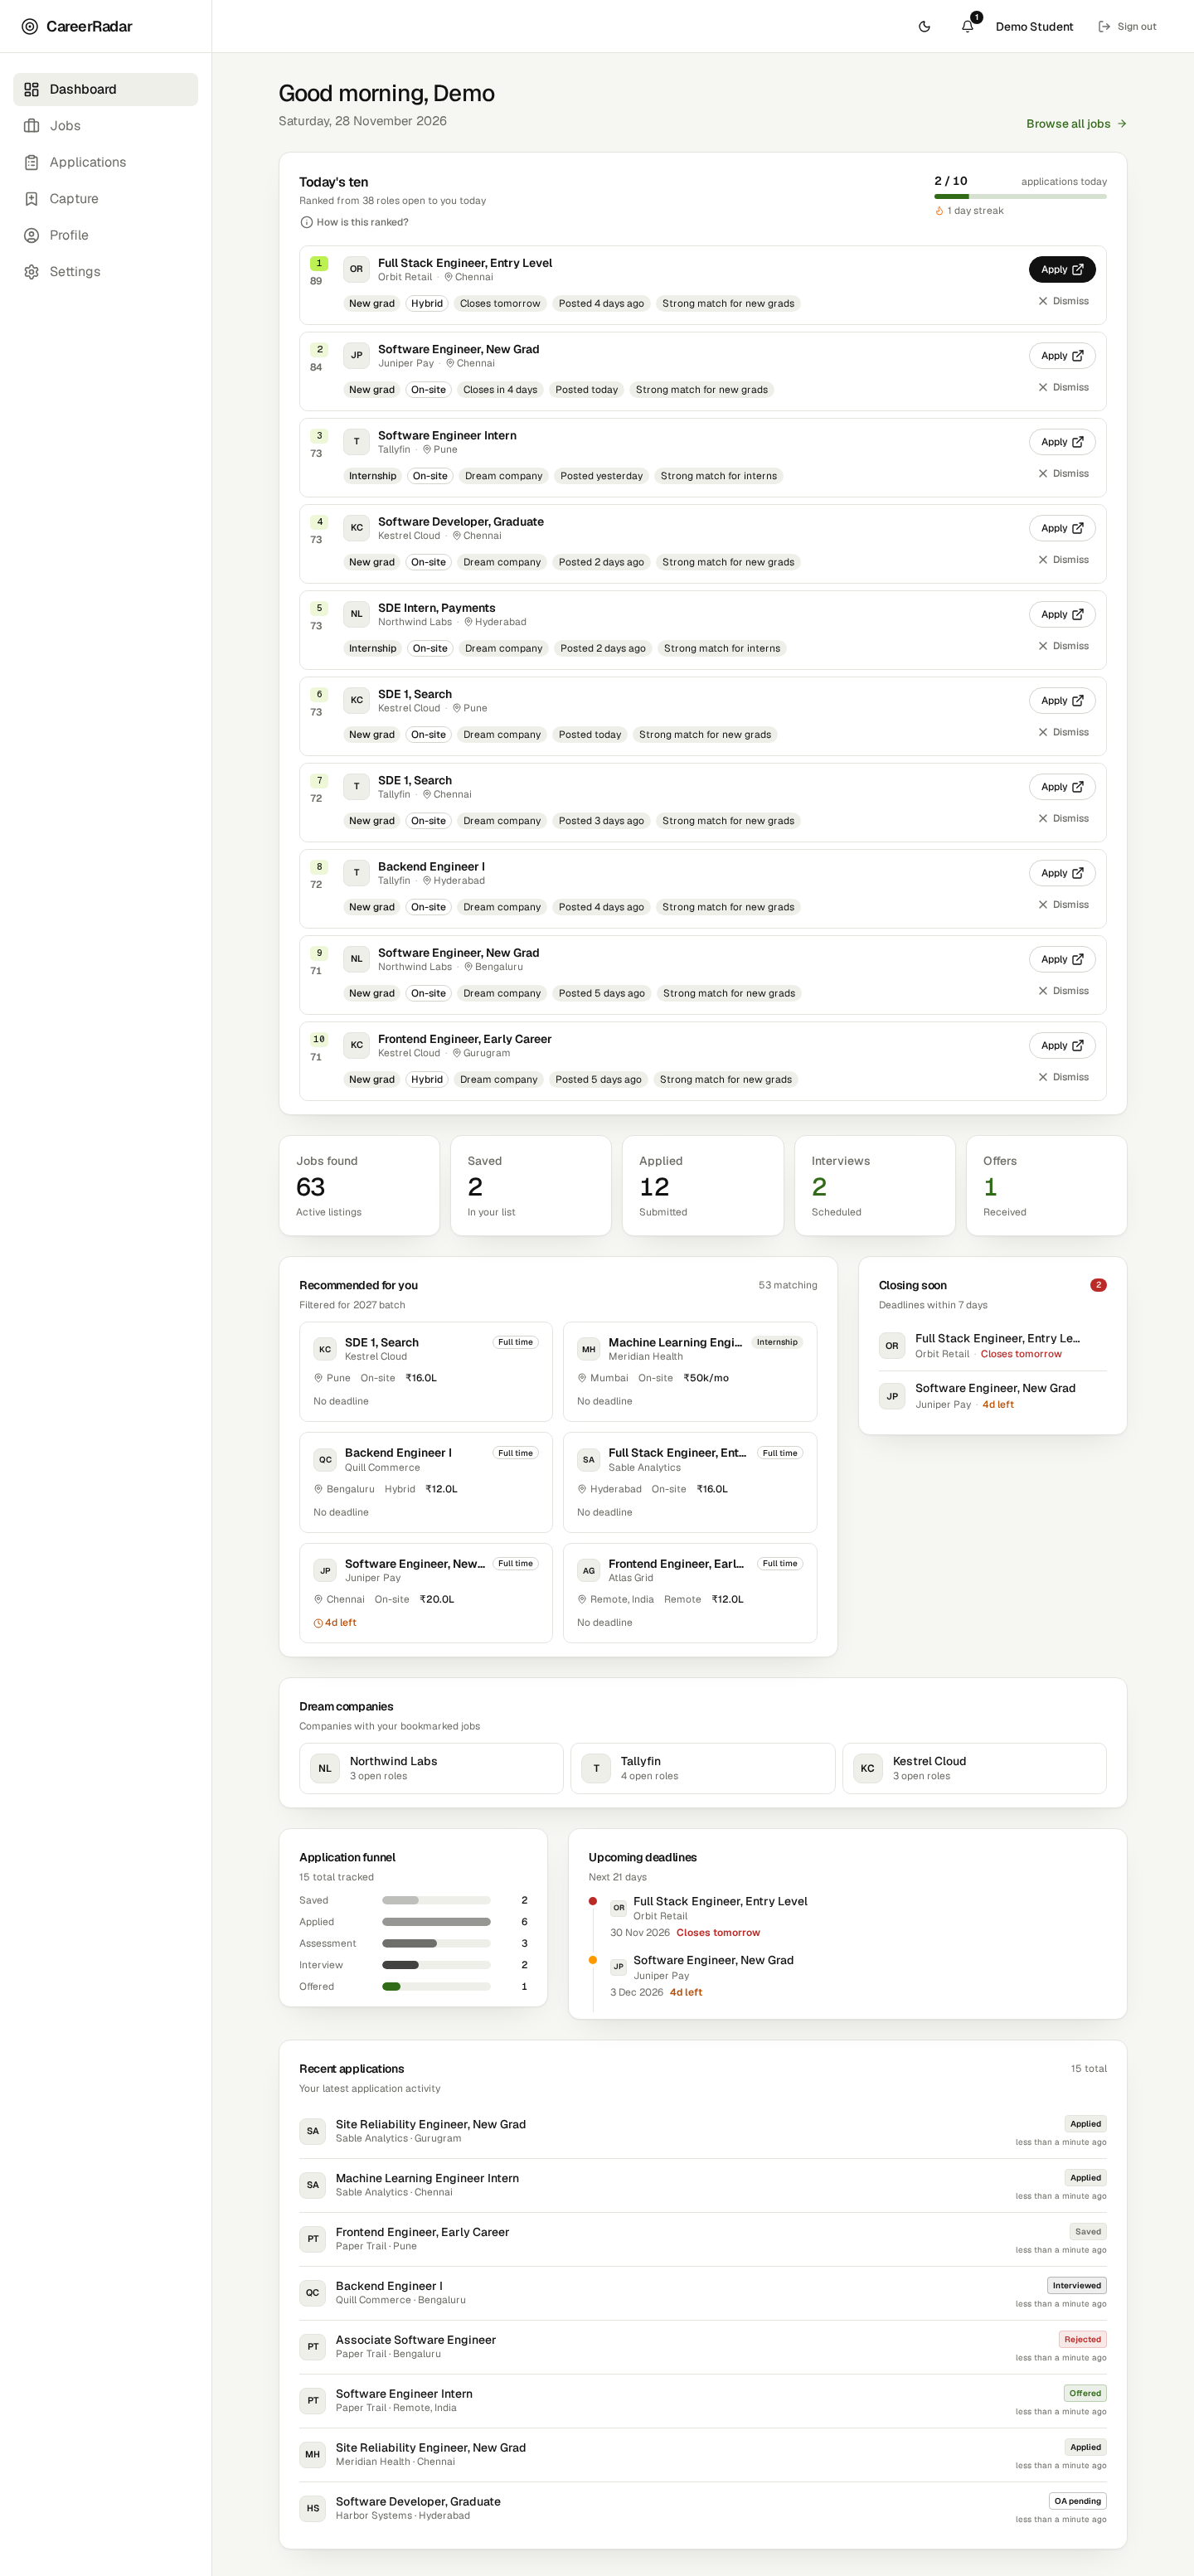 CareerRadar
1
Demo Student
Sign out
Dashboard
Jobs
Applications
Capture
Profile
Settings
Good morning, Demo
Saturday, 28 November 2026
Browse all jobs
Today's ten
Ranked from 38 roles open to you today
How is this ranked?
2 / 10 applications today
1 day streak
1
89
OR
Full Stack Engineer, Entry Level
Orbit Retail · Chennai
New grad Hybrid Closes tomorrow Posted 4 days ago Strong match for new grads
Apply
Dismiss
2
84
JP
Software Engineer, New Grad
Juniper Pay · Chennai
New grad On-site Closes in 4 days Posted today Strong match for new grads
Apply
Dismiss
3
73
T
Software Engineer Intern
Tallyfin · Pune
Internship On-site Dream company Posted yesterday Strong match for interns
Apply
Dismiss
4
73
KC
Software Developer, Graduate
Kestrel Cloud · Chennai
New grad On-site Dream company Posted 2 days ago Strong match for new grads
Apply
Dismiss
5
73
NL
SDE Intern, Payments
Northwind Labs · Hyderabad
Internship On-site Dream company Posted 2 days ago Strong match for interns
Apply
Dismiss
6
73
KC
SDE 1, Search
Kestrel Cloud · Pune
New grad On-site Dream company Posted today Strong match for new grads
Apply
Dismiss
7
72
T
SDE 1, Search
Tallyfin · Chennai
New grad On-site Dream company Posted 3 days ago Strong match for new grads
Apply
Dismiss
8
72
T
Backend Engineer I
Tallyfin · Hyderabad
New grad On-site Dream company Posted 4 days ago Strong match for new grads
Apply
Dismiss
9
71
NL
Software Engineer, New Grad
Northwind Labs · Bengaluru
New grad On-site Dream company Posted 5 days ago Strong match for new grads
Apply
Dismiss
10
71
KC
Frontend Engineer, Early Career
Kestrel Cloud · Gurugram
New grad Hybrid Dream company Posted 5 days ago Strong match for new grads
Apply
Dismiss
Jobs found
63
Active listings
Saved
2
In your list
Applied
12
Submitted
Interviews
2
Scheduled
Offers
1
Received
Recommended for you
53 matching
Filtered for 2027 batch
KC
SDE 1, Search
Full time
Kestrel Cloud
Pune On-site ₹16.0L
No deadline
MH
Machine Learning Engi...
Internship
Meridian Health
Mumbai On-site ₹50k/mo
No deadline
QC
Backend Engineer I
Full time
Quill Commerce
Bengaluru Hybrid ₹12.0L
No deadline
SA
Full Stack Engineer, Ent...
Full time
Sable Analytics
Hyderabad On-site ₹16.0L
No deadline
JP
Software Engineer, New...
Full time
Juniper Pay
Chennai On-site ₹20.0L
4d left
AG
Frontend Engineer, Earl...
Full time
Atlas Grid
Remote, India Remote ₹12.0L
No deadline
Closing soon
2
Deadlines within 7 days
OR
Full Stack Engineer, Entry Le...
Orbit Retail · Closes tomorrow
JP
Software Engineer, New Grad
Juniper Pay · 4d left
Dream companies
Companies with your bookmarked jobs
NL
Northwind Labs
3 open roles
T
Tallyfin
4 open roles
KC
Kestrel Cloud
3 open roles
Application funnel
15 total tracked
Saved 2
Applied 6
Assessment 3
Interview 2
Offered 1
Upcoming deadlines
Next 21 days
OR
Full Stack Engineer, Entry Level
Orbit Retail
30 Nov 2026 Closes tomorrow
JP
Software Engineer, New Grad
Juniper Pay
3 Dec 2026 4d left
Recent applications
15 total
Your latest application activity
SA
Site Reliability Engineer, New Grad
Sable Analytics · Gurugram
Applied
less than a minute ago
SA
Machine Learning Engineer Intern
Sable Analytics · Chennai
Applied
less than a minute ago
PT
Frontend Engineer, Early Career
Paper Trail · Pune
Saved
less than a minute ago
QC
Backend Engineer I
Quill Commerce · Bengaluru
Interviewed
less than a minute ago
PT
Associate Software Engineer
Paper Trail · Bengaluru
Rejected
less than a minute ago
PT
Software Engineer Intern
Paper Trail · Remote, India
Offered
less than a minute ago
MH
Site Reliability Engineer, New Grad
Meridian Health · Chennai
Applied
less than a minute ago
HS
Software Developer, Graduate
Harbor Systems · Hyderabad
OA pending
less than a minute ago